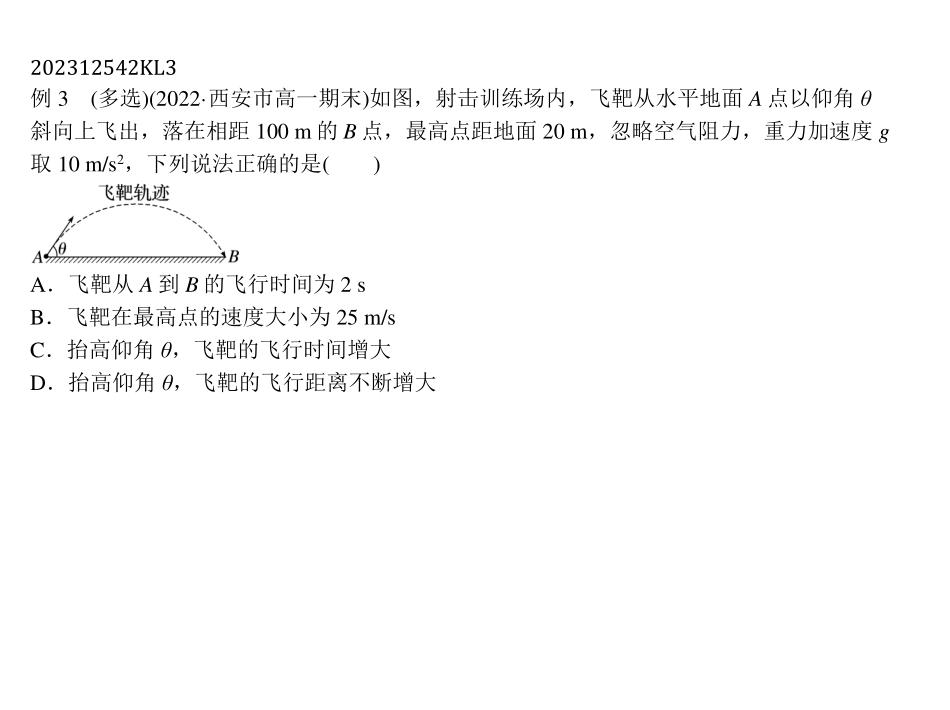 202312542KL3
例 3　(多选)(2022·西安市高一期末)如图，射击训练场内，飞靶从水平地面 A 点以仰角 θ
斜向上飞出，落在相距 100 m 的 B 点，最高点距地面 20 m，忽略空气阻力，重力加速度 g
取 10 m/s²，下列说法正确的是(　　)
飞靶轨迹
A θ B
A．飞靶从 A 到 B 的飞行时间为 2 s
B．飞靶在最高点的速度大小为 25 m/s
C．抬高仰角 θ，飞靶的飞行时间增大
D．抬高仰角 θ，飞靶的飞行距离不断增大